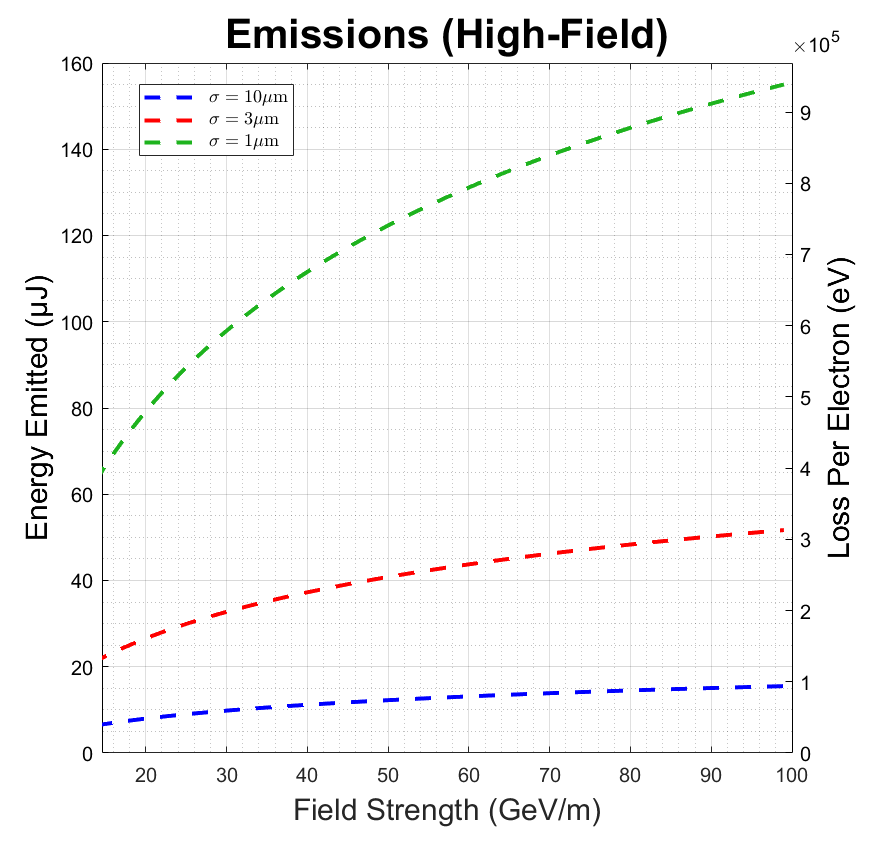 Emissions (High-Field)
×10⁵
160
140
120
100
80
60
40
20
0
Energy Emitted (μJ)
σ = 10μm
σ = 3μm
σ = 1μm
9
8
7
6
5
4
3
2
1
0
Loss Per Electron (eV)
20 30 40 50 60 70 80 90 100
Field Strength (GeV/m)